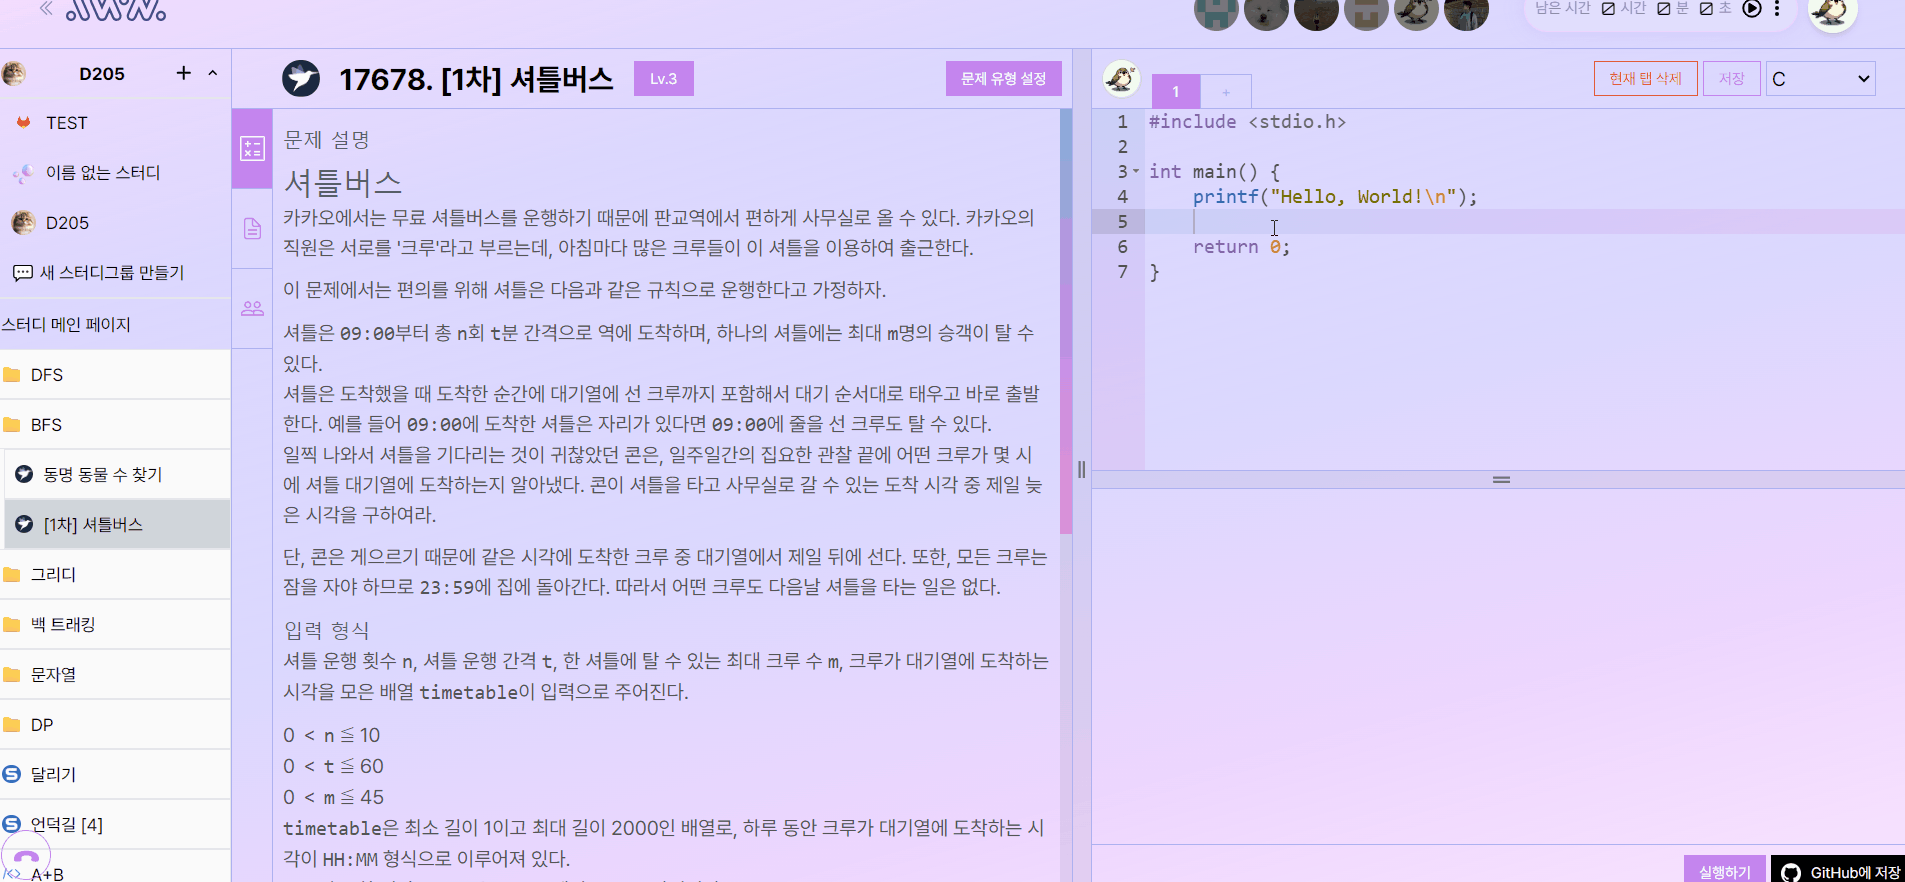 남은 시간 시간 분 초
D205
TEST
이름 없는 스터디
D205
새 스터디그룹 만들기
스터디 메인 페이지
DFS
BFS
동명 동물 수 찾기
[1차] 셔틀버스
그리디
백 트래킹
문자열
DP
달리기
언덕길 [4]
A+B
17678. [1차] 셔틀버스
Lv.3
문제 유형 설정
문제 설명
셔틀버스
카카오에서는 무료 셔틀버스를 운행하기 때문에 판교역에서 편하게 사무실로 올 수 있다. 카카오의
직원은 서로를 '크루'라고 부르는데, 아침마다 많은 크루들이 이 셔틀을 이용하여 출근한다.
이 문제에서는 편의를 위해 셔틀은 다음과 같은 규칙으로 운행한다고 가정하자.
셔틀은 09:00부터 총 n회 t분 간격으로 역에 도착하며, 하나의 셔틀에는 최대 m명의 승객이 탈 수
있다.
셔틀은 도착했을 때 도착한 순간에 대기열에 선 크루까지 포함해서 대기 순서대로 태우고 바로 출발
한다. 예를 들어 09:00에 도착한 셔틀은 자리가 있다면 09:00에 줄을 선 크루도 탈 수 있다.
일찍 나와서 셔틀을 기다리는 것이 귀찮았던 콘은, 일주일간의 집요한 관찰 끝에 어떤 크루가 몇 시
에 셔틀 대기열에 도착하는지 알아냈다. 콘이 셔틀을 타고 사무실로 갈 수 있는 도착 시각 중 제일 늦
은 시각을 구하여라.
단, 콘은 게으르기 때문에 같은 시각에 도착한 크루 중 대기열에서 제일 뒤에 선다. 또한, 모든 크루는
잠을 자야 하므로 23:59에 집에 돌아간다. 따라서 어떤 크루도 다음날 셔틀을 타는 일은 없다.
입력 형식
셔틀 운행 횟수 n, 셔틀 운행 간격 t, 한 셔틀에 탈 수 있는 최대 크루 수 m, 크루가 대기열에 도착하는
시각을 모은 배열 timetable이 입력으로 주어진다.
0 < n ≦ 10
0 < t ≦ 60
0 < m ≦ 45
timetable은 최소 길이 1이고 최대 길이 2000인 배열로, 하루 동안 크루가 대기열에 도착하는 시
각이 HH:MM 형식으로 이루어져 있다.
1
+
현재 탭 삭제
저장
C
1 #include <stdio.h>
2
3 int main() {
4 printf("Hello, World!\n");
5
6 return 0;
7 }
실행하기
GitHub에 저장